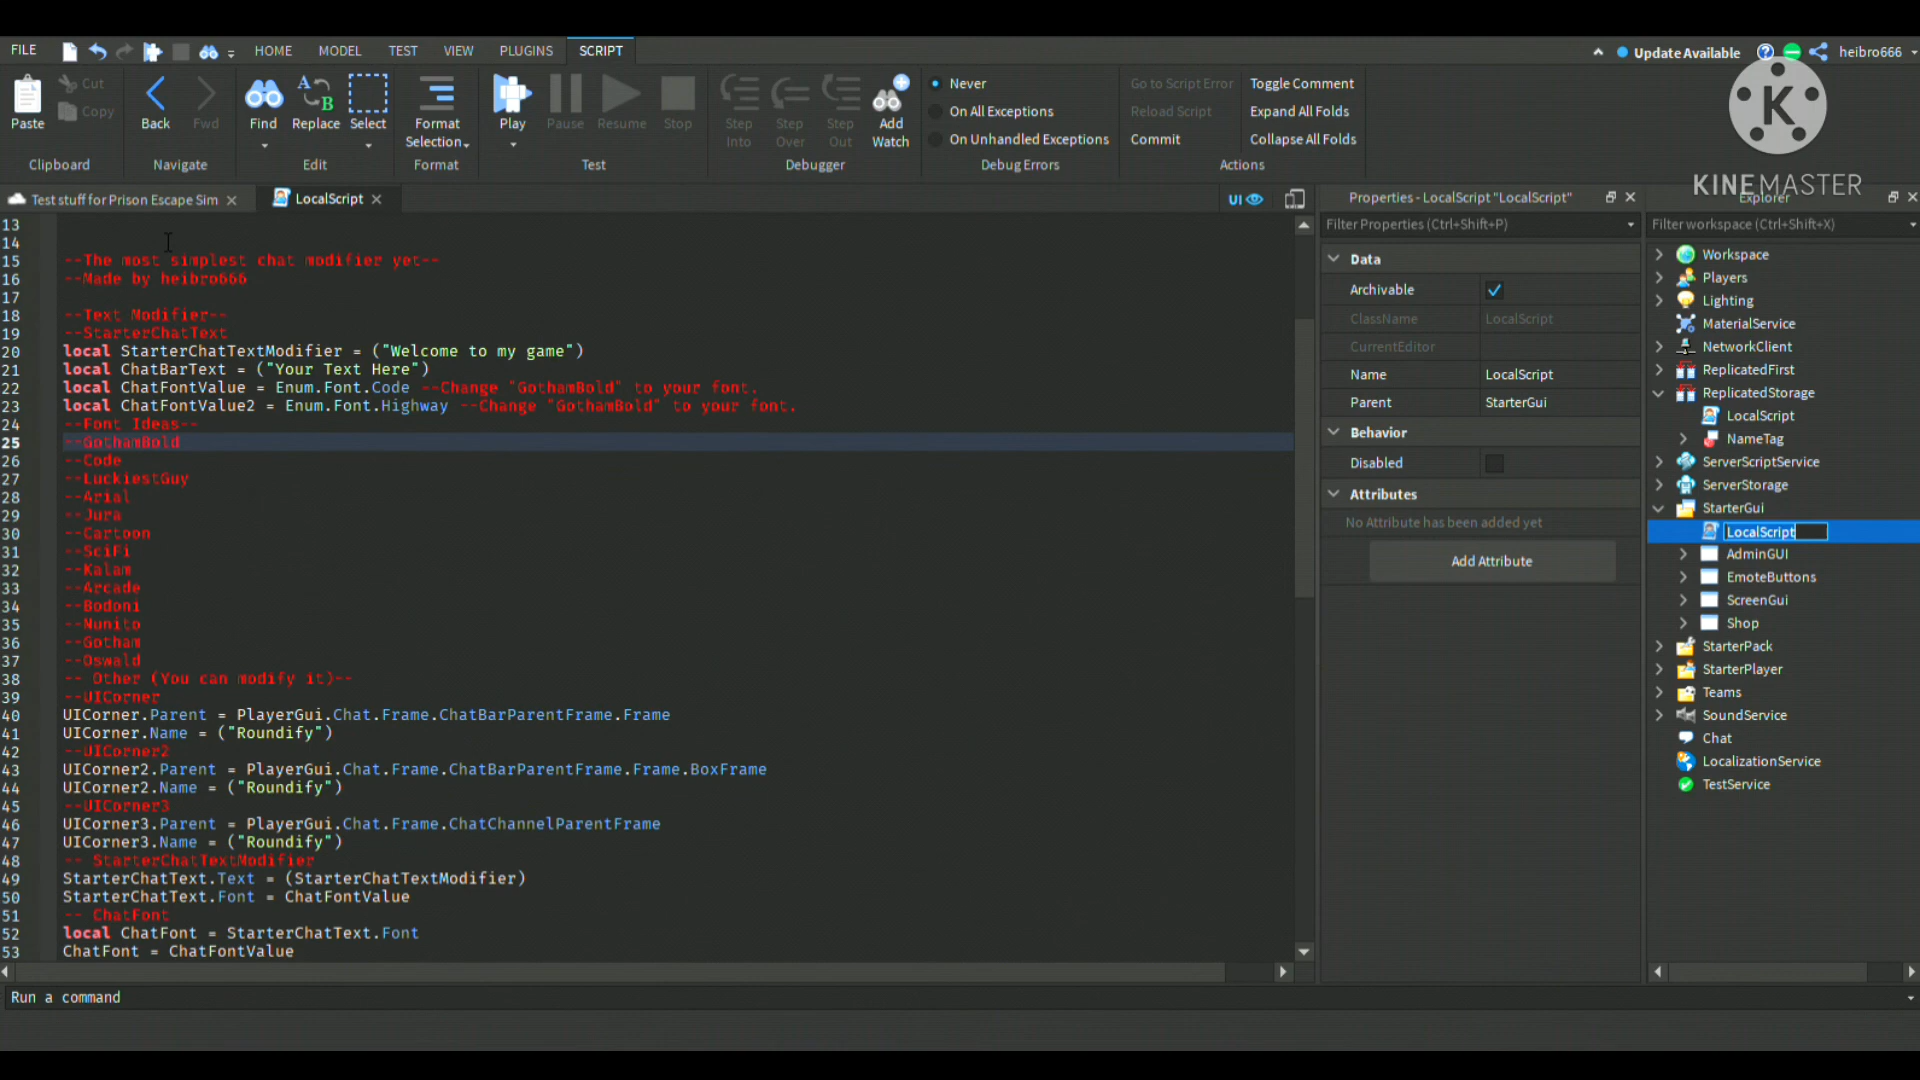 FILE
HOME
MODEL
TEST
VIEW
PLUGINS
SCRIPT
Update Available
heibro666
Paste
Cut
Copy
Clipboard
Back
Fwd
Navigate
Find
Replace
Select
Edit
Format
Selection
Format
Play
Pause
Resume
Stop
Test
Step
Into
Step
Over
Step
Out
Add
Watch
Debugger
Never
On All Exceptions
On Unhandled Exceptions
Debug Errors
Go to Script Error
Reload Script
Commit
Toggle Comment
Expand All Folds
Collapse All Folds
Actions
K
KINEMASTER
Test stuff for Prison Escape Sim
LocalScript
UI
13
14
15 --The most simplest chat modifier yet--
16 --Made by heibro666
17
18 --Text Modifier--
19 --StarterChatText
20 local StarterChatTextModifier = ("Welcome to my game")
21 local ChatBarText = ("Your Text Here")
22 local ChatFontValue = Enum.Font.Code --Change "GothamBold" to your font.
23 local ChatFontValue2 = Enum.Font.Highway --Change "GothamBold" to your font.
24 --Font Ideas--
25 --GothamBold
26 --Code
27 --LuckiestGuy
28 --Arial
29 --Jura
30 --Cartoon
31 --SciFi
32 --Kalam
33 --Arcade
34 --Bodoni
35 --Nunito
36 --Gotham
37 --Oswald
38 -- Other (You can modify it)--
39 --UICorner
40 UICorner.Parent = PlayerGui.Chat.Frame.ChatBarParentFrame.Frame
41 UICorner.Name = ("Roundify")
42 --UICorner2
43 UICorner2.Parent = PlayerGui.Chat.Frame.ChatBarParentFrame.Frame.BoxFrame
44 UICorner2.Name = ("Roundify")
45 --UICorner3
46 UICorner3.Parent = PlayerGui.Chat.Frame.ChatChannelParentFrame
47 UICorner3.Name = ("Roundify")
48 -- StarterChatTextModifier
49 StarterChatText.Text = (StarterChatTextModifier)
50 StarterChatText.Font = ChatFontValue
51 -- ChatFont
52 local ChatFont = StarterChatText.Font
53 ChatFont = ChatFontValue
Run a command
Properties - LocalScript "LocalScript"
Filter Properties (Ctrl+Shift+P)
Data
Archivable
ClassName LocalScript
CurrentEditor
Name LocalScript
Parent StarterGui
Behavior
Disabled
Attributes
No Attribute has been added yet
Add Attribute
Explorer
Filter workspace (Ctrl+Shift+X)
Workspace
Players
Lighting
MaterialService
NetworkClient
ReplicatedFirst
ReplicatedStorage
LocalScript
NameTag
ServerScriptService
ServerStorage
StarterGui
LocalScript
AdminGUI
EmoteButtons
ScreenGui
Shop
StarterPack
StarterPlayer
Teams
SoundService
Chat
LocalizationService
TestService